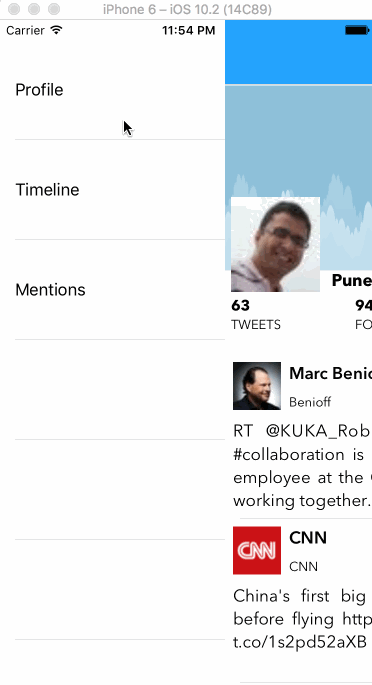 iPhone 6 – iOS 10.2 (14C89)
Carrier 11:54 PM
Profile
Timeline
Mentions
Pune
63 94
TWEETS FO
Marc Benio
Benioff
RT @KUKA_Rob
#collaboration is
employee at the
working together.
CNN
CNN
CNN
China's first big
before flying http
t.co/1s2pd52aXB